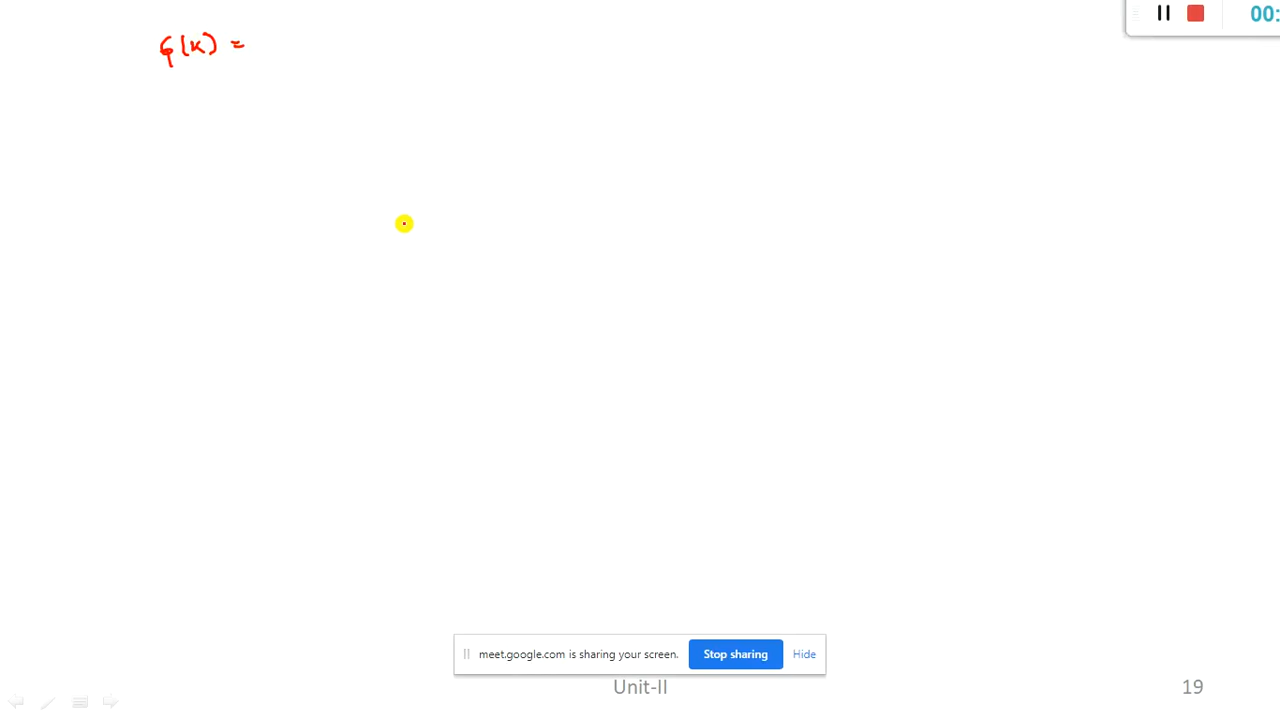 G(K) =
00:
meet.google.com is sharing your screen. Stop sharing Hide
Unit-II 19